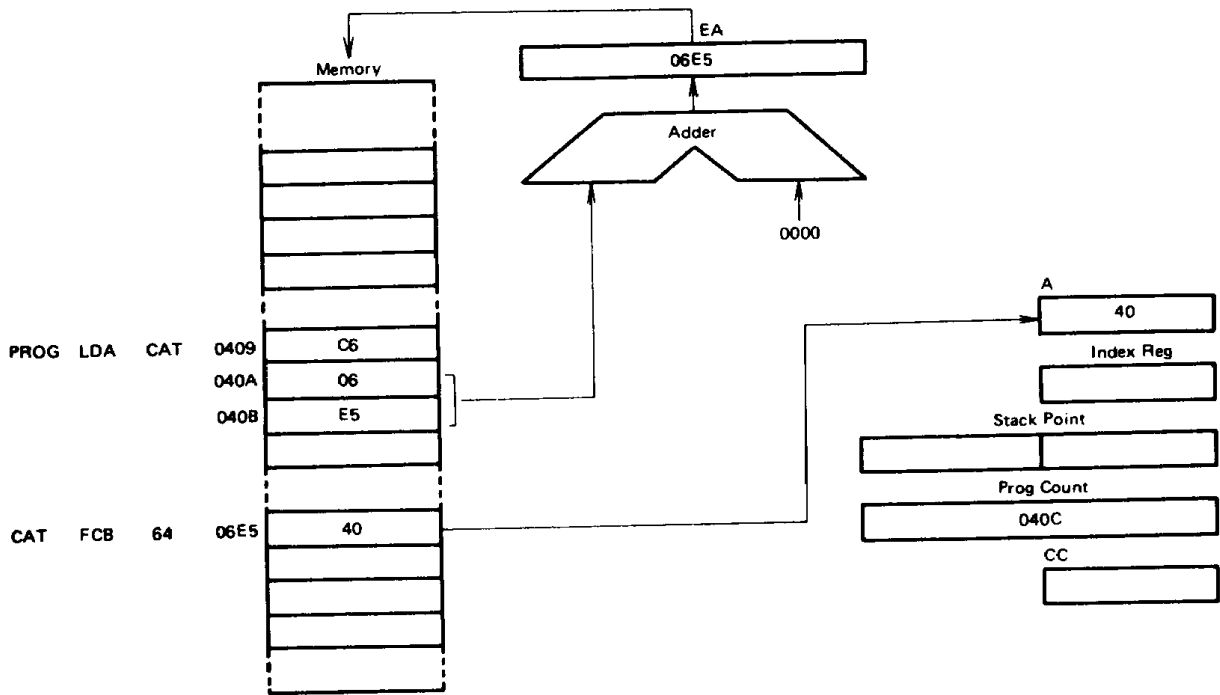 EA
06E5
Memory
Adder
0000
A
40
PROG LDA CAT 0409 C6
Index Reg
040A 06
040B E5
Stack Point
Prog Count
040C
CAT FCB 64 06E5 40
CC